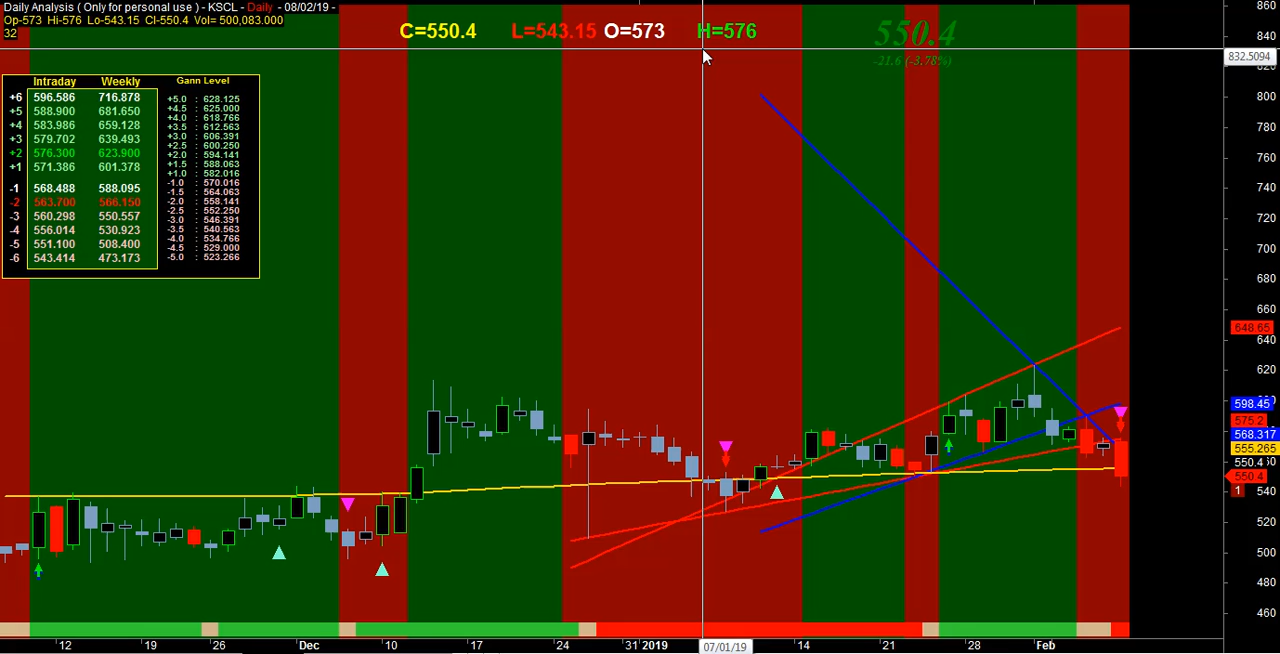 Daily Analysis ( Only for personal use ) - KSCL - Daily - 08/02/19 -
Op-573 Hi-576 Lo-543.15 Cl-550.4 Vol= 500,083.000
32
C=550.4 L=543.15 O=573 H=576
550.4
-21.6 (-3.78%)
Intraday Weekly
+6 596.586 716.878
+5 588.900 681.650
+4 583.986 659.128
+3 579.702 639.493
+2 576.300 623.900
+1 571.386 601.378
-1 568.488 588.095
-2 563.700 566.150
-3 560.298 550.557
-4 556.014 530.923
-5 551.100 508.400
-6 543.414 473.173
Gann Level
+5.0 : 628.125
+4.5 : 625.000
+4.0 : 618.766
+3.5 : 612.563
+3.0 : 606.391
+2.5 : 600.250
+2.0 : 594.141
+1.5 : 588.063
+1.0 : 582.016
-1.0 : 570.016
-1.5 : 564.063
-2.0 : 558.141
-2.5 : 552.250
-3.0 : 546.391
-3.5 : 540.563
-4.0 : 534.766
-4.5 : 529.000
-5.0 : 523.266
860
840
832.5094
800
780
760
740
720
700
680
660
648.65
640
620
598.45
575.2
568.317
555.265
550.4
550.4
1
540
520
500
480
460
12 19 26 Dec 10 17 24 31 2019 07/01/19 14 21 28 Feb